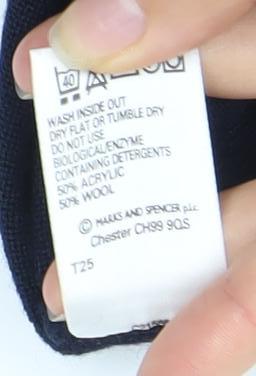 40
WASH INSIDE OUT
DRY FLAT OR TUMBLE DRY
DO NOT USE
BIOLOGICAL/ENZYME
CONTAINING DETERGENTS
50% ACRYLIC
50% WOOL
© MARKS AND SPENCER p.l.c.
Chester CH99 9QS
T25